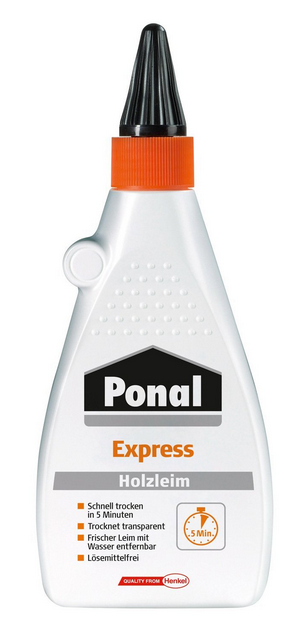 Ponal
Express
Holzleim
Schnell trocken
in 5 Minuten
Trocknet transparent
Frischer Leim mit
Wasser entfernbar
Lösemittelfrei
5 Min.
QUALITY FROM Henkel